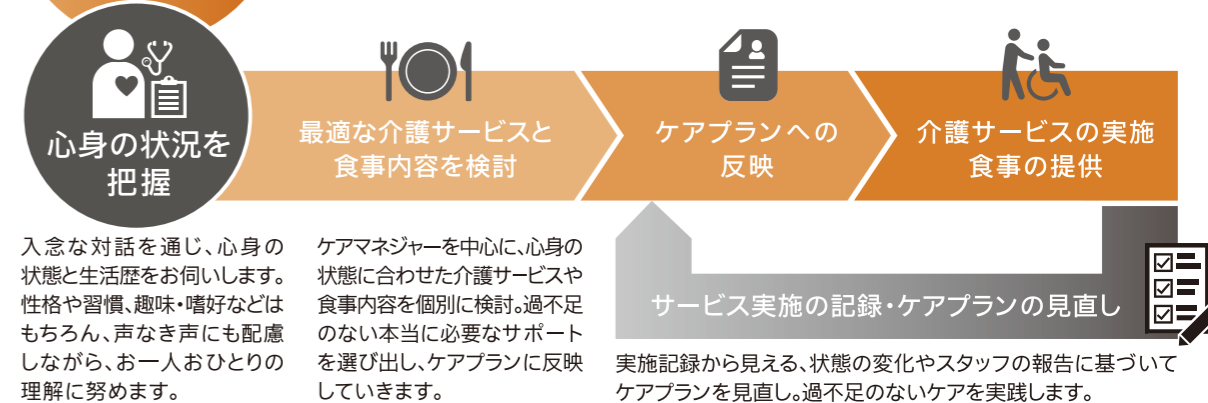 心身の状況を
把握
最適な介護サービスと
食事内容を検討
ケアプランへの
反映
介護サービスの実施
食事の提供
入念な対話を通じ、心身の
状態と生活歴をお伺いします。
性格や習慣、趣味・嗜好などは
もちろん、声なき声にも配慮
しながら、お一人おひとりの
理解に努めます。
ケアマネジャーを中心に、心身の
状態に合わせた介護サービスや
食事内容を個別に検討。過不足
のない本当に必要なサポート
を選び出し、ケアプランに反映
していきます。
サービス実施の記録・ケアプランの見直し
実施記録から見える、状態の変化やスタッフの報告に基づいて
ケアプランを見直し。過不足のないケアを実践します。